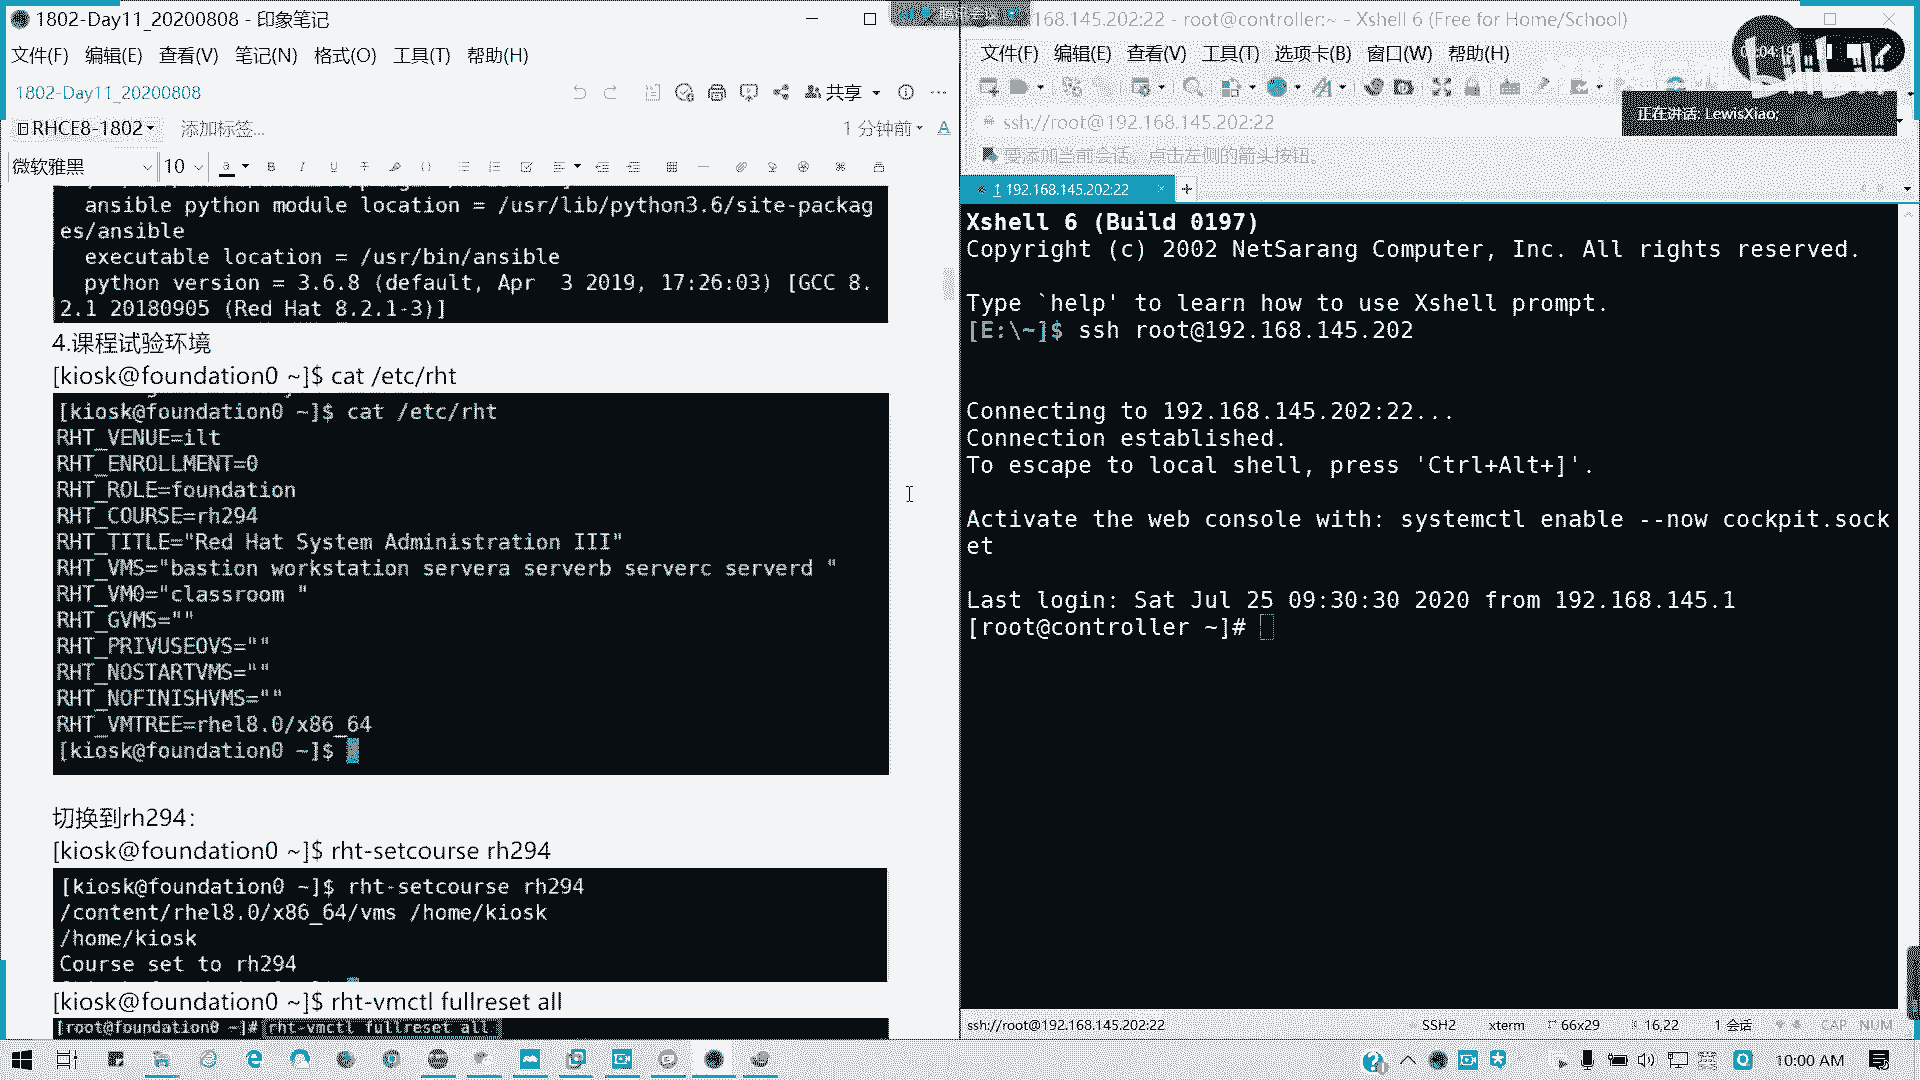 1802-Day11_20200808 - 印象笔记
文件(F) 编辑(E) 查看(V) 笔记(N) 格式(O) 工具(T) 帮助(H)
1802-Day11_20200808
共享
RHCE8-1802 添加标签...
1 分钟前
微软雅黑 10
ansible python module location = /usr/lib/python3.6/site-packag
es/ansible
executable location = /usr/bin/ansible
python version = 3.6.8 (default, Apr  3 2019, 17:26:03) [GCC 8.
2.1 20180905 (Red Hat 8.2.1-3)]
4.课程试验环境
[kiosk@foundation0 ~]$ cat /etc/rht
[kiosk@foundation0 ~]$ cat /etc/rht
RHT_VENUE=ilt
RHT_ENROLLMENT=0
RHT_ROLE=foundation
RHT_COURSE=rh294
RHT_TITLE="Red Hat System Administration III"
RHT_VMS="bastion workstation servera serverb serverc serverd "
RHT_VM0="classroom "
RHT_GVMS=""
RHT_PRIVUSEOVS=""
RHT_NOSTARTVMS=""
RHT_NOFINISHVMS=""
RHT_VMTREE=rhel8.0/x86_64
[kiosk@foundation0 ~]$
切换到rh294:
[kiosk@foundation0 ~]$ rht-setcourse rh294
[kiosk@foundation0 ~]$ rht-setcourse rh294
/content/rhel8.0/x86_64/vms /home/kiosk
/home/kiosk
Course set to rh294
[kiosk@foundation0 ~]$ rht-vmctl fullreset all
[root@foundation0 ~]# rht-vmctl fullreset all
腾讯会议
168.145.202:22 - root@controller:~ - Xshell 6 (Free for Home/School)
文件(F) 编辑(E) 查看(V) 工具(T) 选项卡(B) 窗口(W) 帮助(H)
正在讲话: LewisXiao;
ssh://root@192.168.145.202:22
要添加当前会话，点击左侧的箭头按钮。
1 192.168.145.202:22
Xshell 6 (Build 0197)
Copyright (c) 2002 NetSarang Computer, Inc. All rights reserved.
Type `help' to learn how to use Xshell prompt.
[E:\~]$ ssh root@192.168.145.202
Connecting to 192.168.145.202:22...
Connection established.
To escape to local shell, press 'Ctrl+Alt+]'.
Activate the web console with: systemctl enable --now cockpit.sock
et
Last login: Sat Jul 25 09:30:30 2020 from 192.168.145.1
[root@controller ~]#
ssh://root@192.168.145.202:22 SSH2 xterm 66x29 16,22 1 会话 CAP NUM
10:00 AM